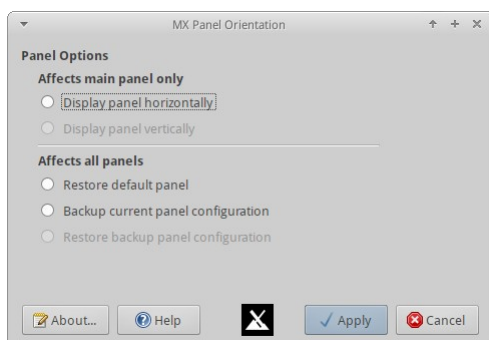 MX Panel Orientation
Panel Options
Affects main panel only
Display panel horizontally
Display panel vertically
Affects all panels
Restore default panel
Backup current panel configuration
Restore backup panel configuration
About... Help Apply Cancel